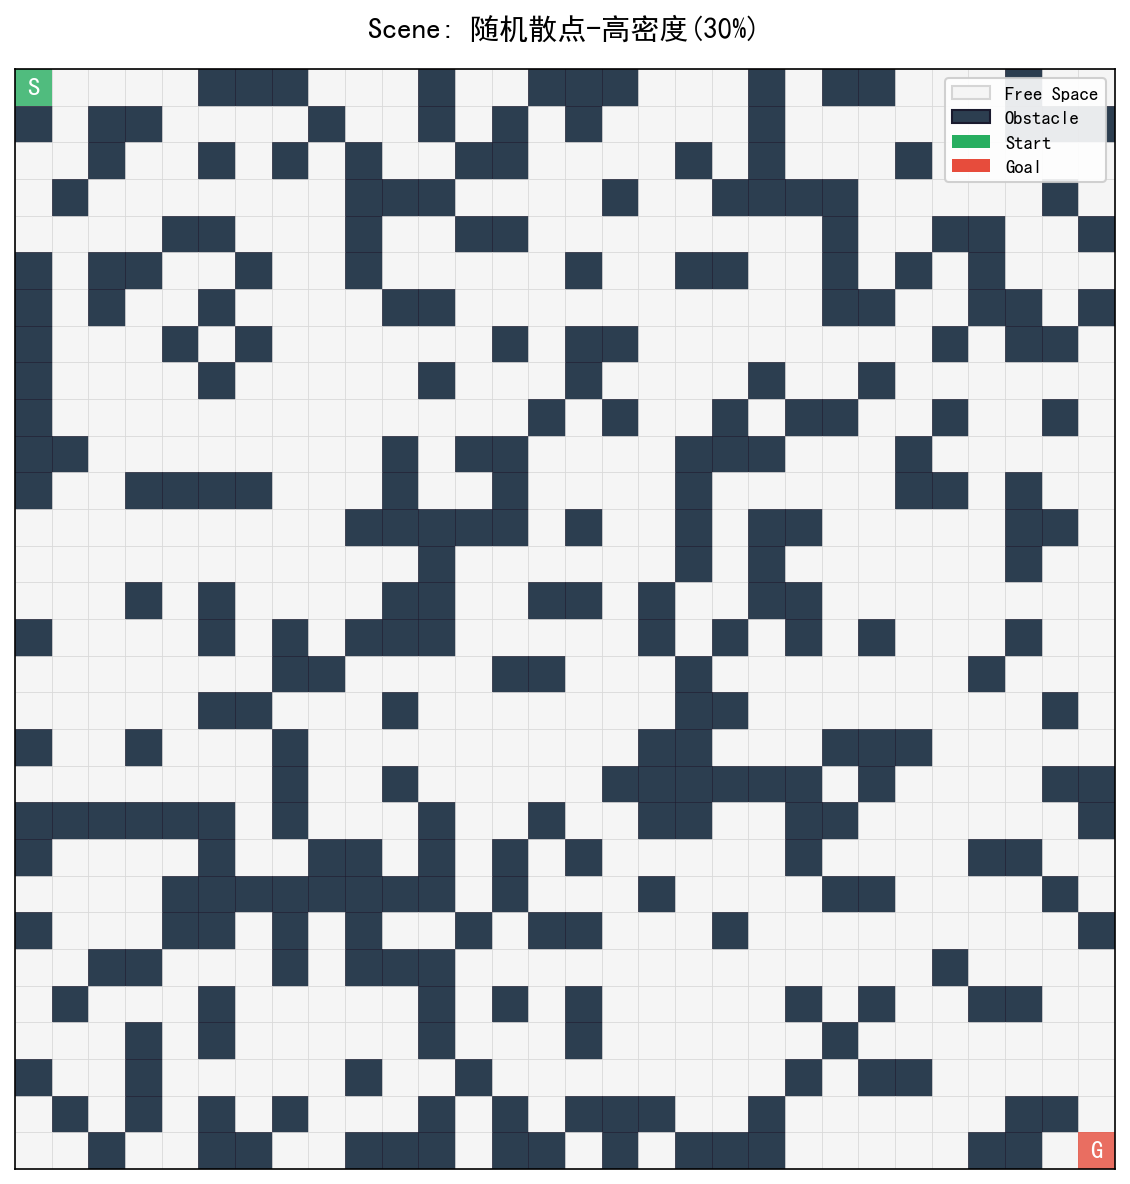 Scene: 随机散点-高密度(30%)
S
Free Space
Obstacle
Start
Goal
G